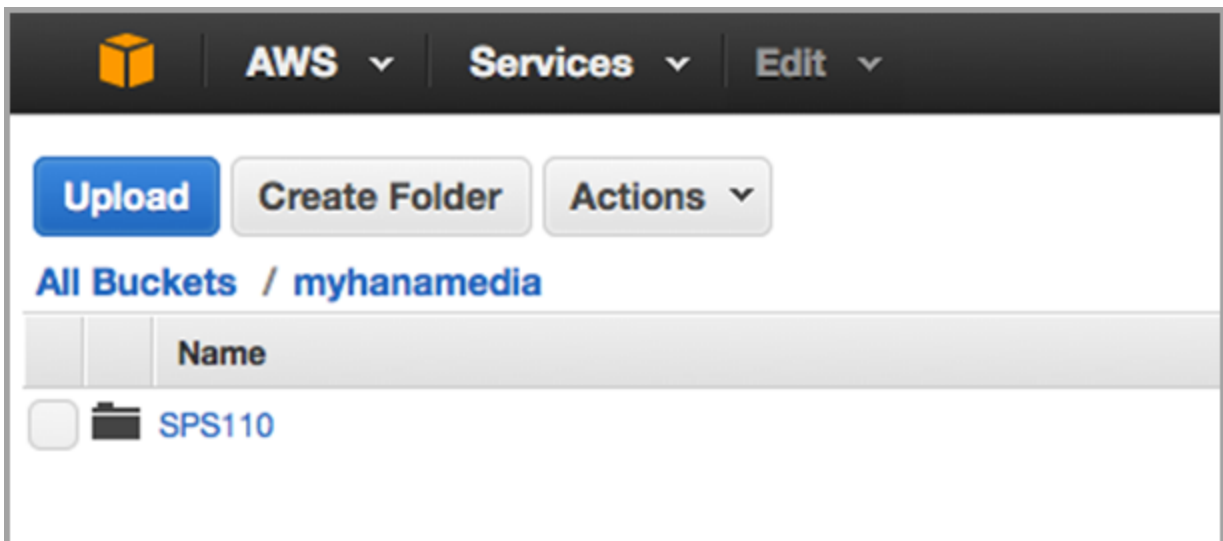 AWS Services Edit
Upload Create Folder Actions
All Buckets / myhanamedia
Name
SPS110